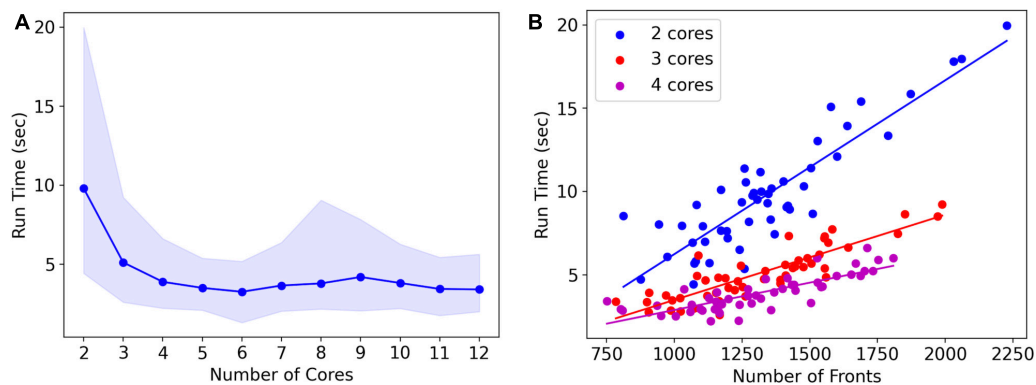 A
20
15
10
5
Run Time (sec)
2 3 4 5 6 7 8 9 10 11 12
Number of Cores
B
20
15
10
5
Run Time (sec)
2 cores
3 cores
4 cores
750 1000 1250 1500 1750 2000 2250
Number of Fronts